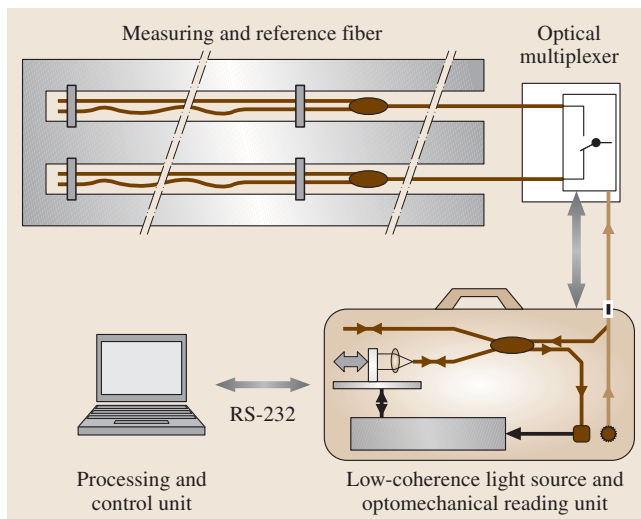 Measuring and reference fiber
Optical
multiplexer
RS-232
Processing and
control unit
Low-coherence light source and
optomechanical reading unit